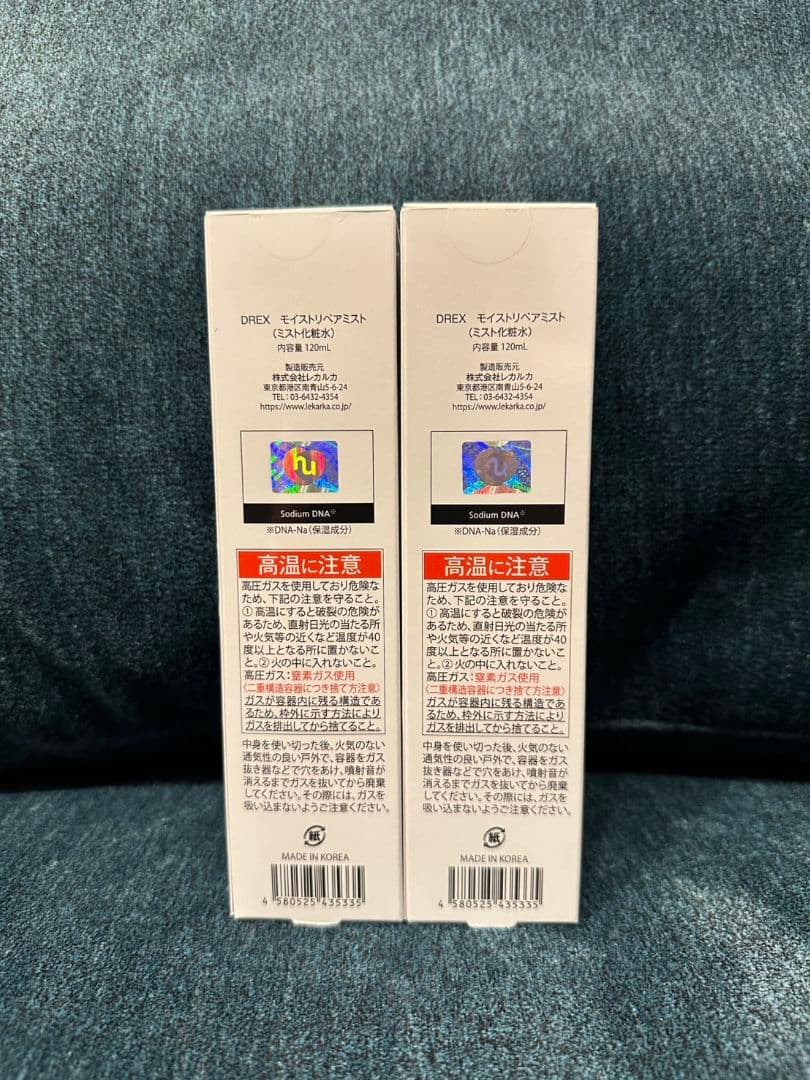 DREX モイストリペアミスト
(ミスト化粧水)
内容量 120mL
製造販売元
株式会社レカルカ
東京都港区南青山5-6-24
TEL:03-6432-4354
https://www.lekarka.co.jp/
hu
Sodium DNA※
※DNA-Na(保湿成分)
高温に注意
高圧ガスを使用しており危険な
ため、下記の注意を守ること。
① 高温にすると破裂の危険が
あるため、直射日光の当たる所
や火気等の近くなど温度が40
度以上となる所に置かないこ
と。② 火の中に入れないこと。
高圧ガス:窒素ガス使用
〈二重構造容器につき捨て方注意〉
ガスが容器内に残る構造であ
るため、枠外に示す方法により
ガスを排出してから捨てること。
中身を使い切った後、火気のない
通気性の良い戸外で、容器をガス
抜き器などで穴をあけ、噴射音が
消えるまでガスを抜いてから廃棄
してください。その際には、ガスを
吸い込まないようご注意ください。
紙
MADE IN KOREA
4 580525 435335
DREX モイストリペアミスト
(ミスト化粧水)
内容量 120mL
製造販売元
株式会社レカルカ
東京都港区南青山5-6-24
TEL:03-6432-4354
https://www.lekarka.co.jp/
hu
Sodium DNA※
※DNA-Na(保湿成分)
高温に注意
高圧ガスを使用しており危険な
ため、下記の注意を守ること。
① 高温にすると破裂の危険が
あるため、直射日光の当たる所
や火気等の近くなど温度が40
度以上となる所に置かないこ
と。② 火の中に入れないこと。
高圧ガス:窒素ガス使用
〈二重構造容器につき捨て方注意〉
ガスが容器内に残る構造であ
るため、枠外に示す方法により
ガスを排出してから捨てること。
中身を使い切った後、火気のない
通気性の良い戸外で、容器をガス
抜き器などで穴をあけ、噴射音が
消えるまでガスを抜いてから廃棄
してください。その際には、ガスを
吸い込まないようご注意ください。
紙
MADE IN KOREA
4 580525 435335